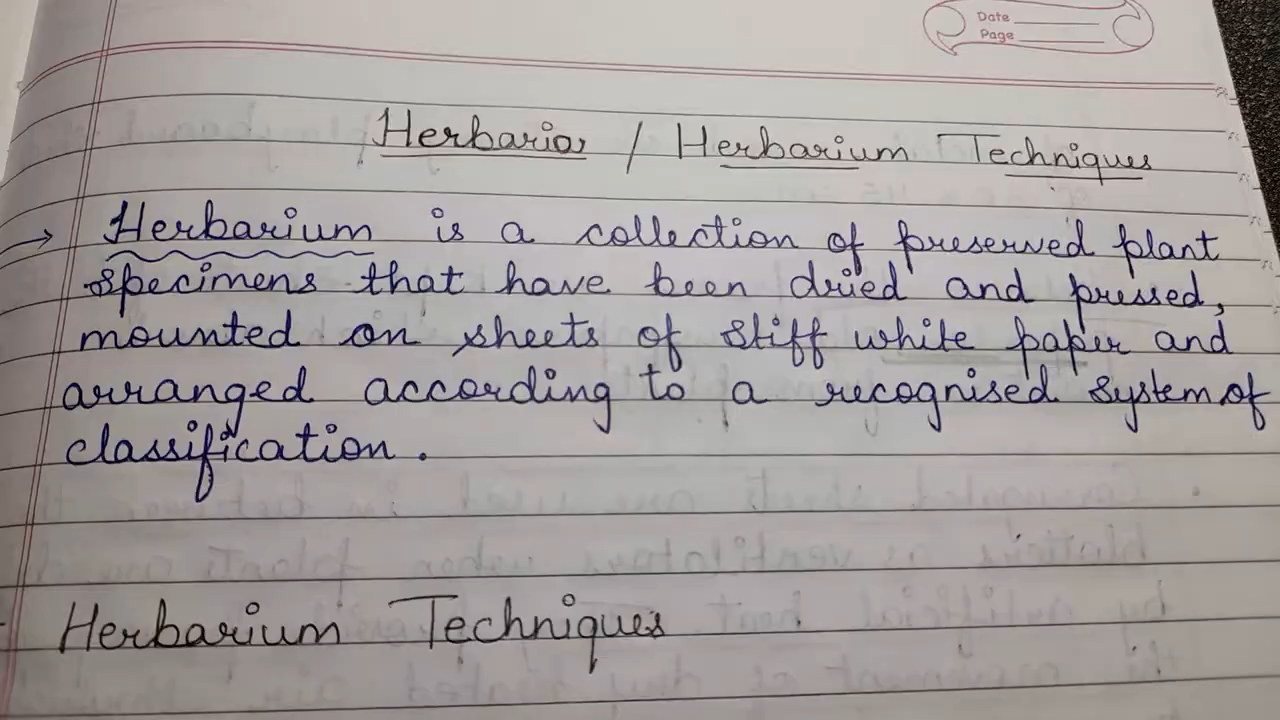 Date
Page
Herbaria / Herbarium Techniques
→ Herbarium is a collection of preserved plant
specimens that have been dried and pressed,
mounted on sheets of stiff white paper and
arranged according to a recognised system of
classification.
Herbarium Techniques